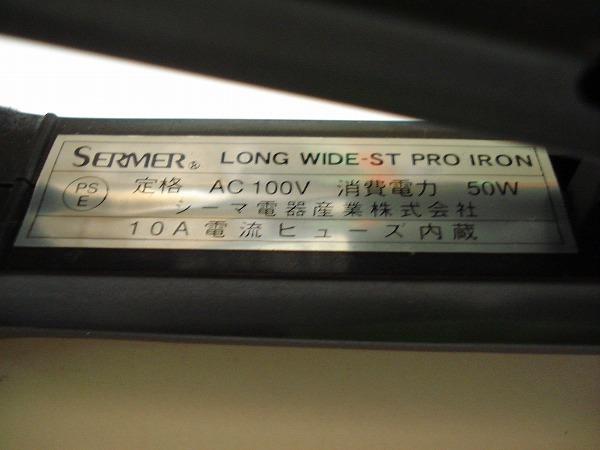 SERMER® LONG WIDE-ST PRO IRON
PS
E
定格 AC100V 消費電力 50W
シーマ電器産業株式会社
10A電流ヒューズ内蔵